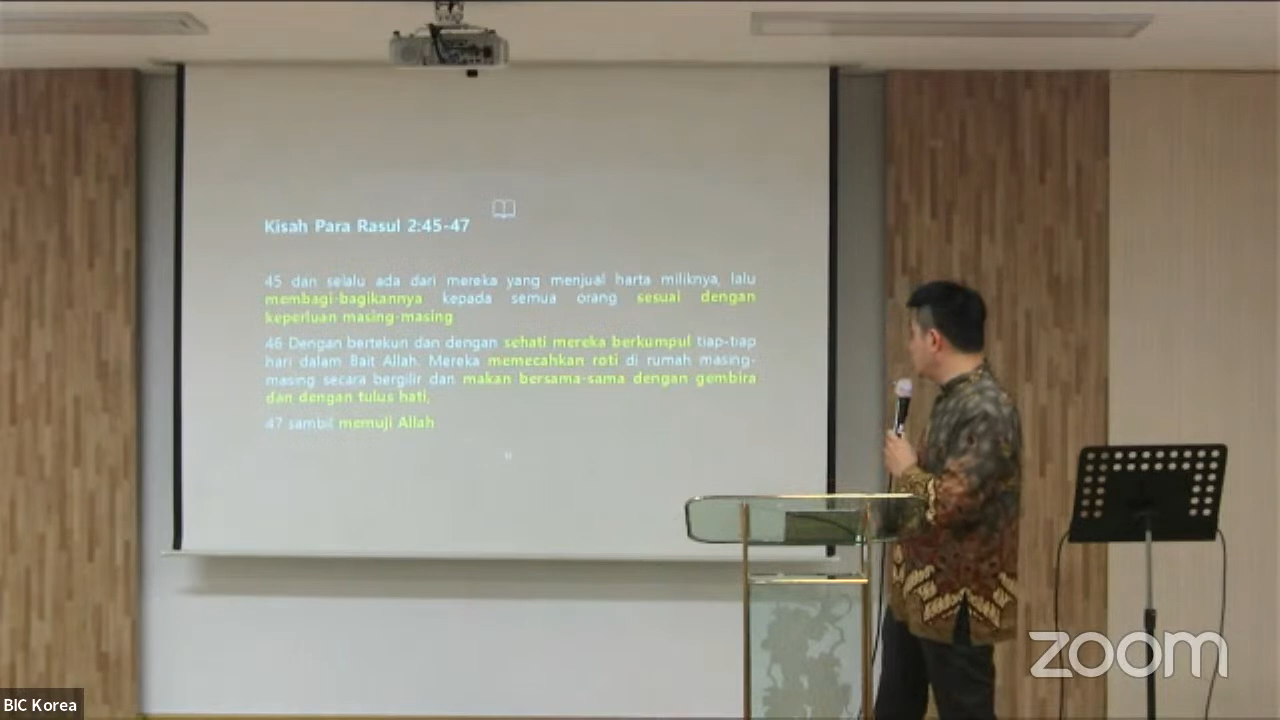 Kisah Para Rasul 2:45-47
45 dan selalu ada dari mereka yang menjual harta miliknya, lalu
membagi-bagikannya kepada semua orang sesuai dengan
keperluan masing-masing
46 Dengan bertekun dan dengan sehati mereka berkumpul tiap-tiap
hari dalam Bait Allah. Mereka memecahkan roti di rumah masing-
masing secara bergilir dan makan bersama-sama dengan gembira
dan dengan tulus hati,
47 sambil memuji Allah
zoom
BIC Korea